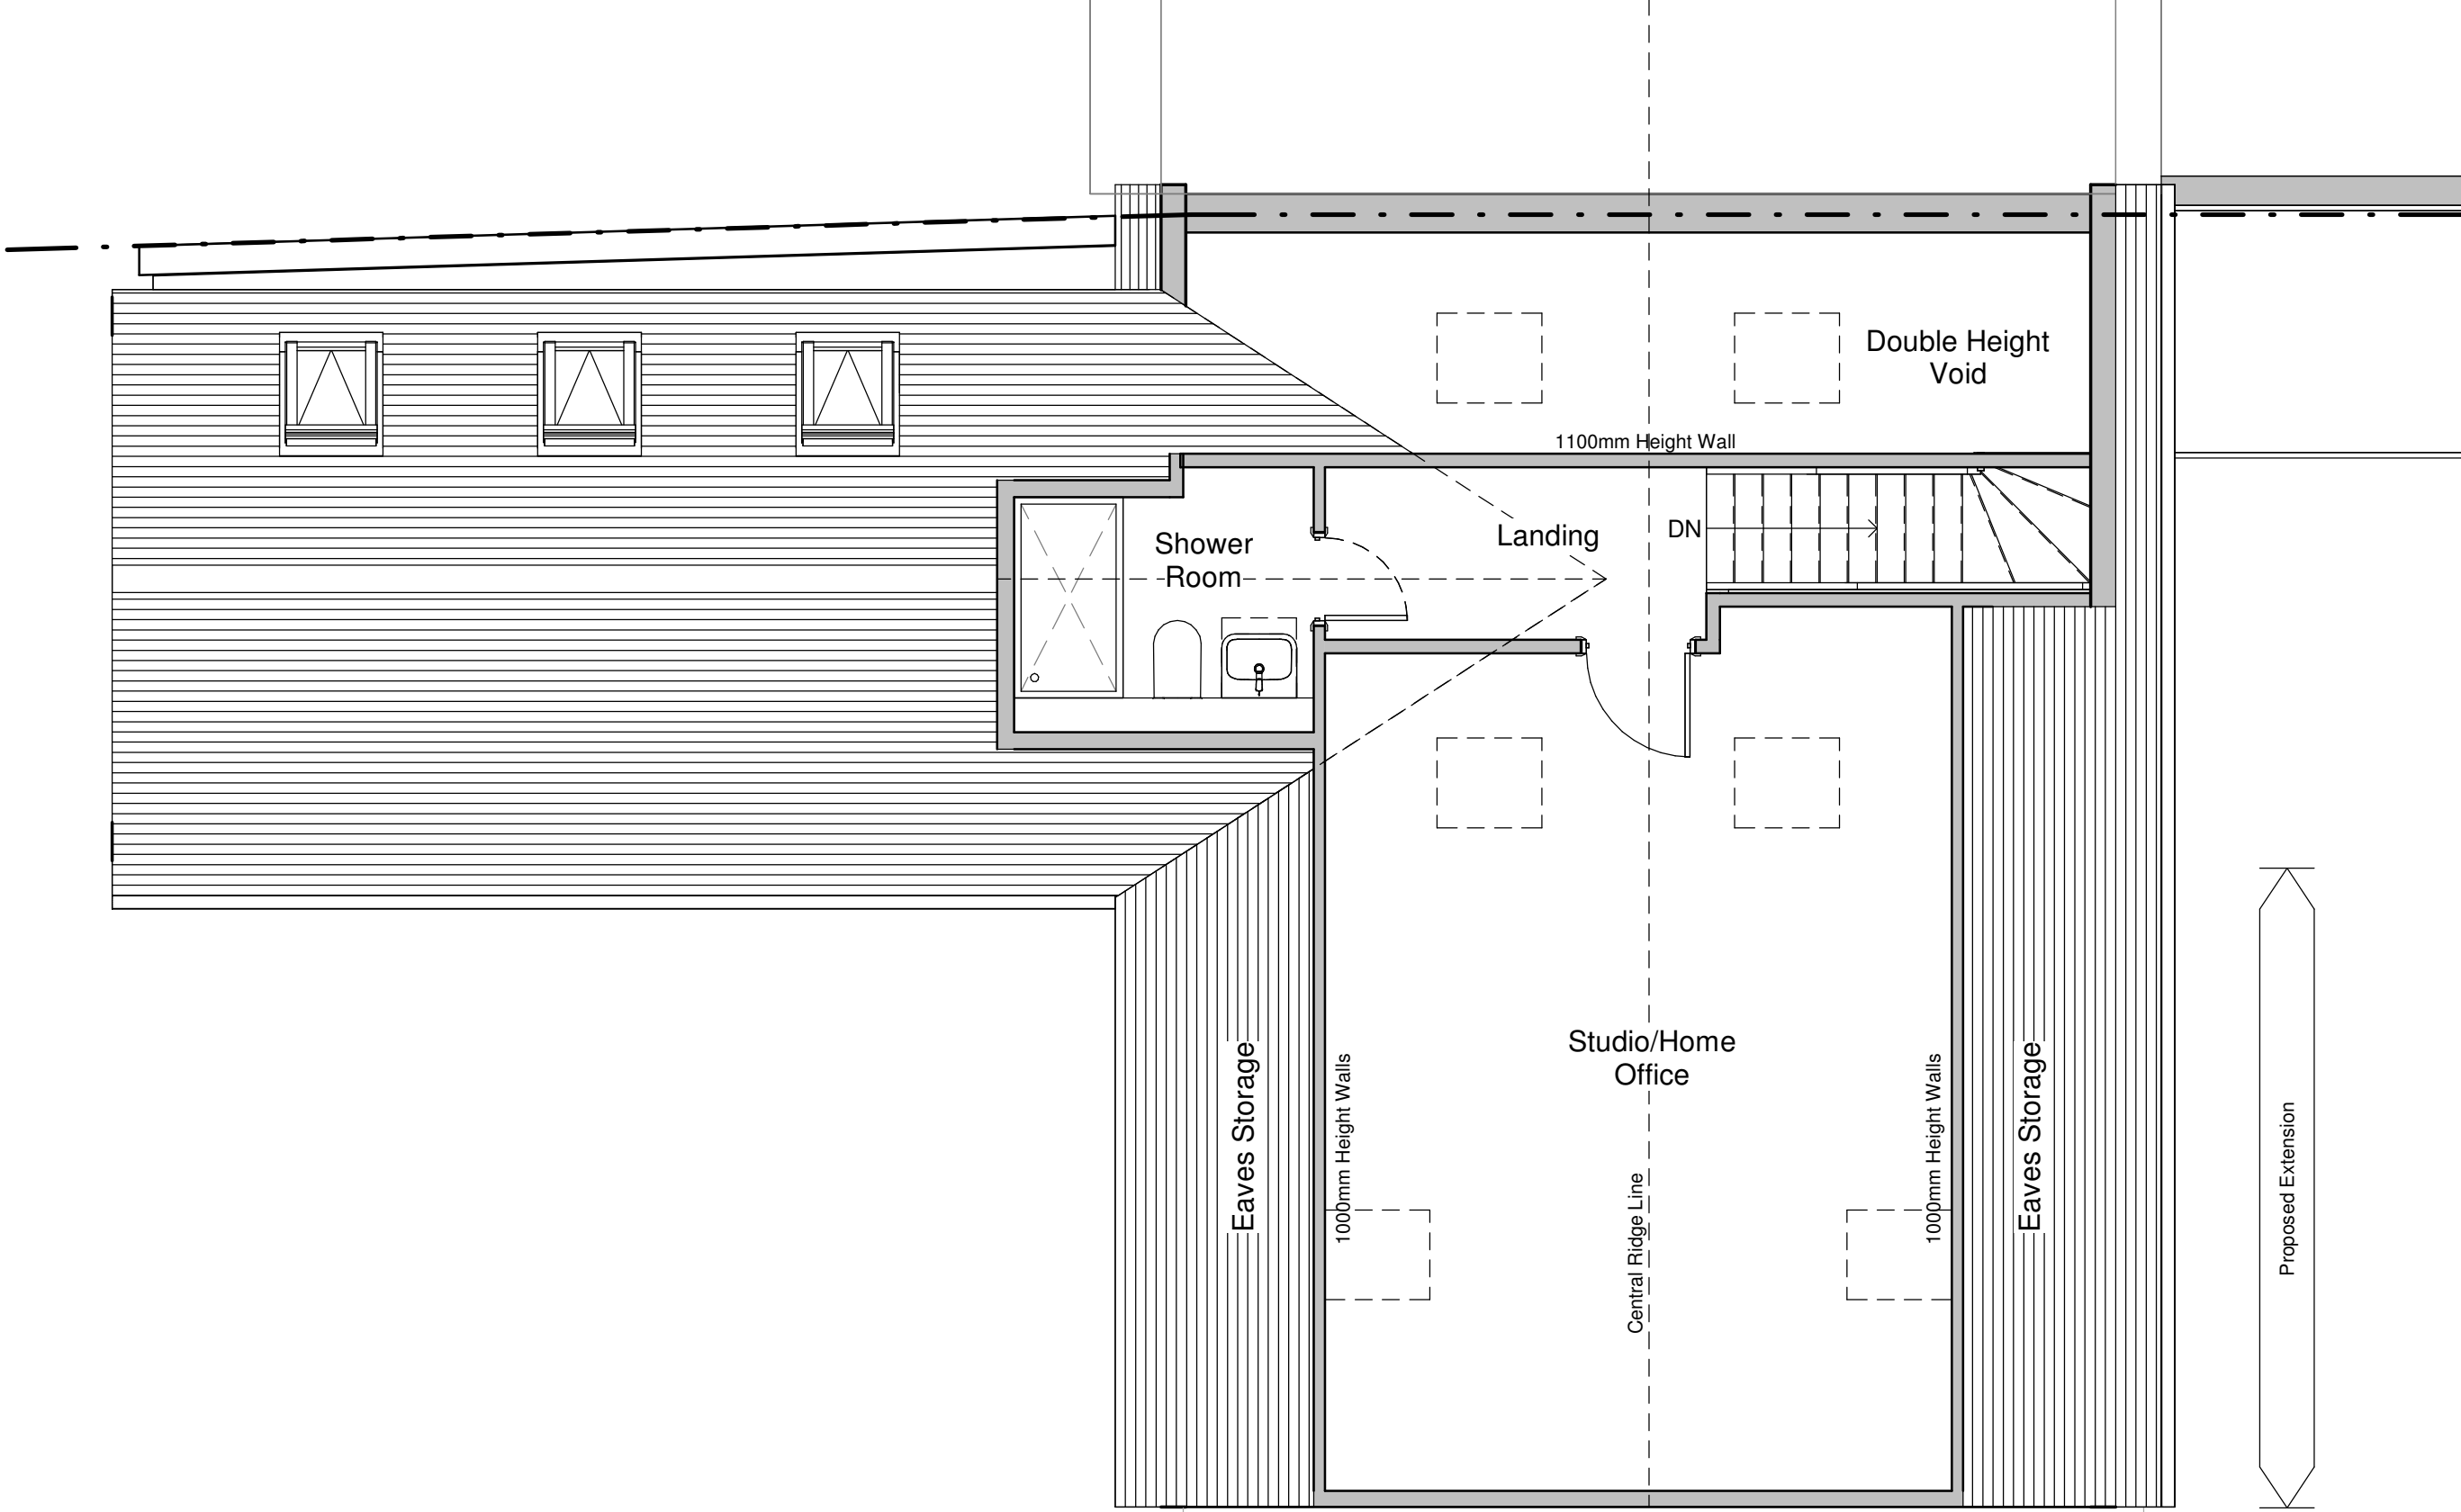 Double Height
Void
1100mm Height Wall
Shower
Room
Landing
DN
Studio/Home
Office
Eaves Storage
1000mm Height Walls
Central Ridge Line
1000mm Height Walls
Eaves Storage
Proposed Extension